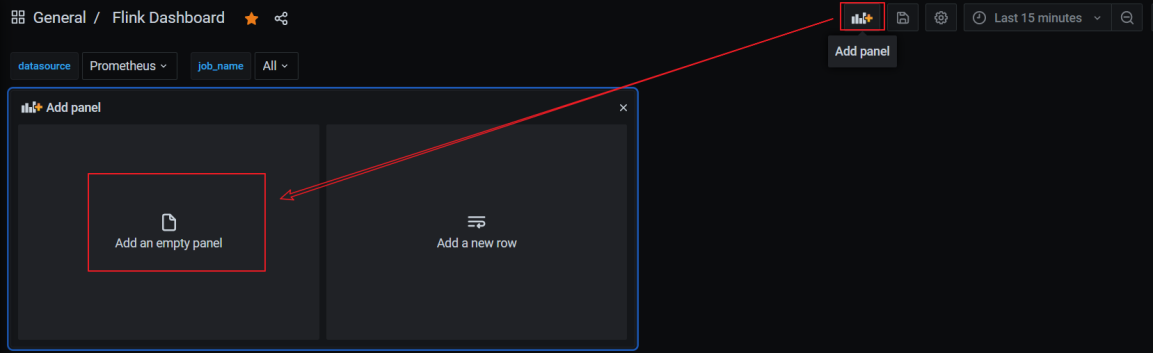 General / Flink Dashboard
Last 15 minutes
Add panel
datasource Prometheus job_name All
Add panel
Add an empty panel
Add a new row